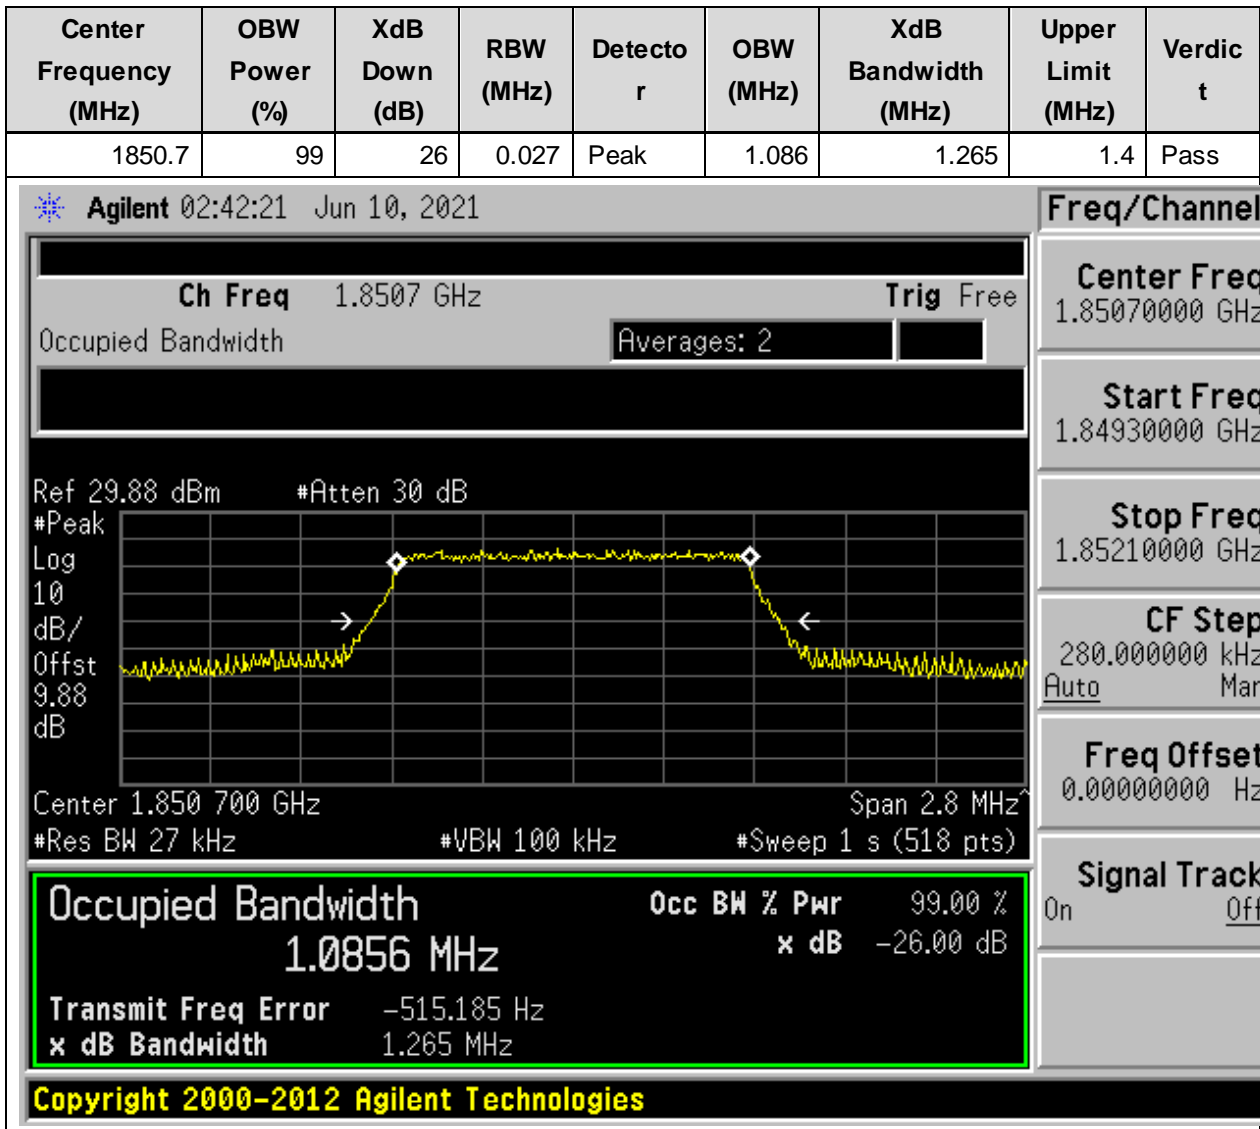 Center Frequency (MHz) OBW Power (%) XdB Down (dB) RBW (MHz) Detecto r OBW (MHz) XdB Bandwidth (MHz) Upper Limit (MHz) Verdic t
1850.7 99 26 0.027 Peak 1.086 1.265 1.4 Pass
Agilent 02:42:21 Jun 10, 2021
Freq/Channel
Ch Freq 1.8507 GHz Trig Free
Occupied Bandwidth Averages: 2
Ref 29.88 dBm #Atten 30 dB
#Peak
Log
10
dB/
Offst
9.88
dB
Center 1.850 700 GHz Span 2.8 MHz^
#Res BW 27 kHz #VBW 100 kHz #Sweep 1 s (518 pts)
Occupied Bandwidth Occ BW % Pwr 99.00 %
1.0856 MHz x dB -26.00 dB
Transmit Freq Error -515.185 Hz
x dB Bandwidth 1.265 MHz
Copyright 2000-2012 Agilent Technologies
Center Freq
1.85070000 GHz
Start Freq
1.84930000 GHz
Stop Freq
1.85210000 GHz
CF Step
280.000000 kHz
Auto Man
Freq Offset
0.00000000 Hz
Signal Track
On Off